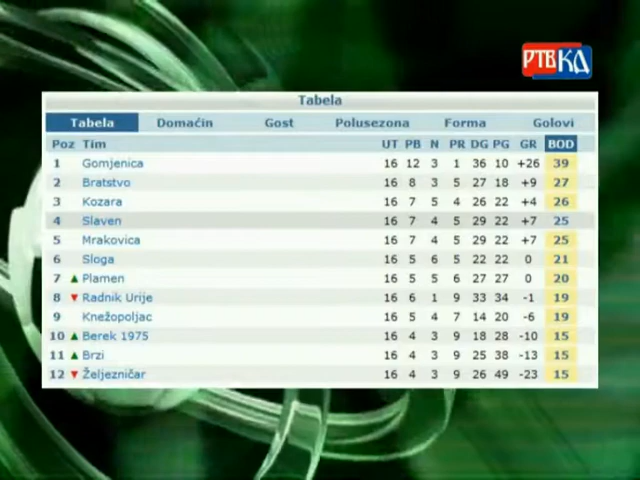 РТВ КД
Tabela
Tabela Domaćin Gost Polusezona Forma Golovi
Poz Tim UT PB N PR DG PG GR BOD
1 Gomjenica 16 12 3 1 36 10 +26 39
2 Bratstvo 16 8 3 5 27 18 +9 27
3 Kozara 16 7 5 4 26 22 +4 26
4 Slaven 16 7 4 5 29 22 +7 25
5 Mrakovica 16 7 4 5 29 22 +7 25
6 Sloga 16 5 6 5 22 22 0 21
7 ▲ Plamen 16 5 5 6 27 27 0 20
8 ▼ Radnik Urije 16 6 1 9 33 34 -1 19
9 Knežopoljac 16 5 4 7 14 20 -6 19
10 ▲ Berek 1975 16 4 3 9 18 28 -10 15
11 ▲ Brzi 16 4 3 9 25 38 -13 15
12 ▼ Željezničar 16 4 3 9 26 49 -23 15